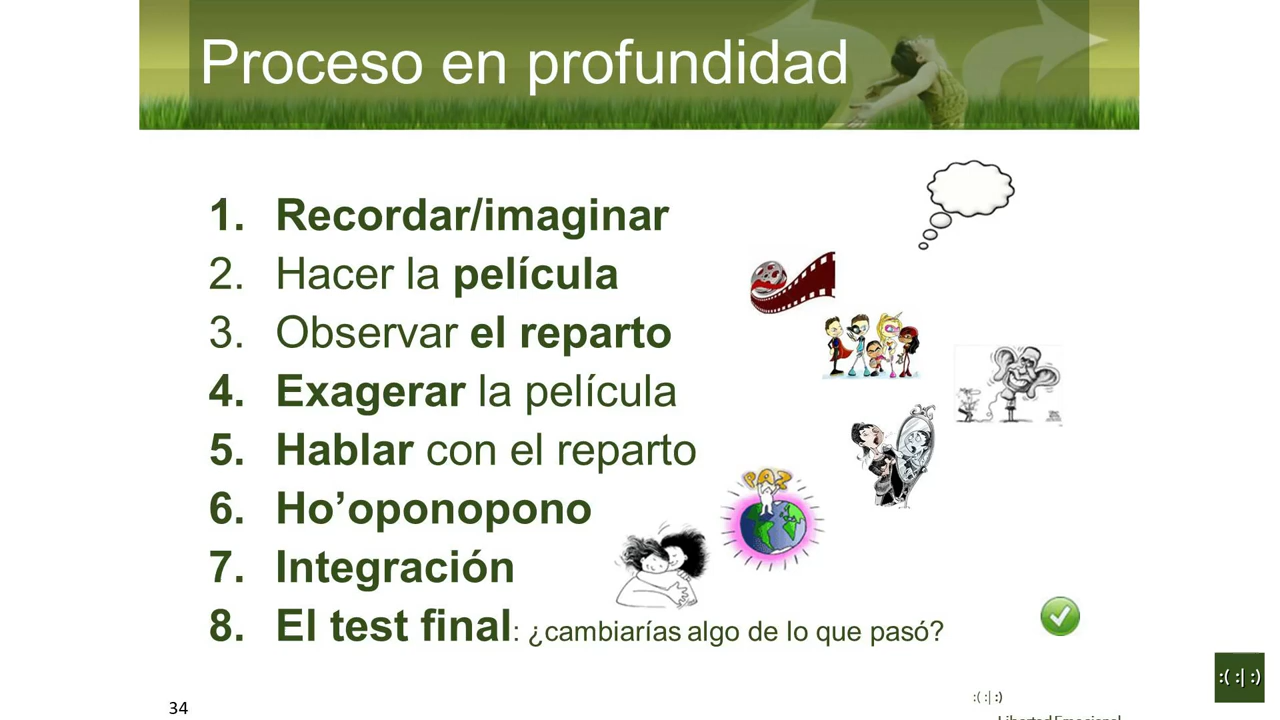 Proceso en profundidad
1. Recordar/imaginar
2. Hacer la película
3. Observar el reparto
4. Exagerar la película
5. Hablar con el reparto
6. Ho’oponopono
PAZ
7. Integración
8. El test final: ¿cambiarías algo de lo que pasó?
:( :| :)
34
:( :| :)
Libertad Emocional